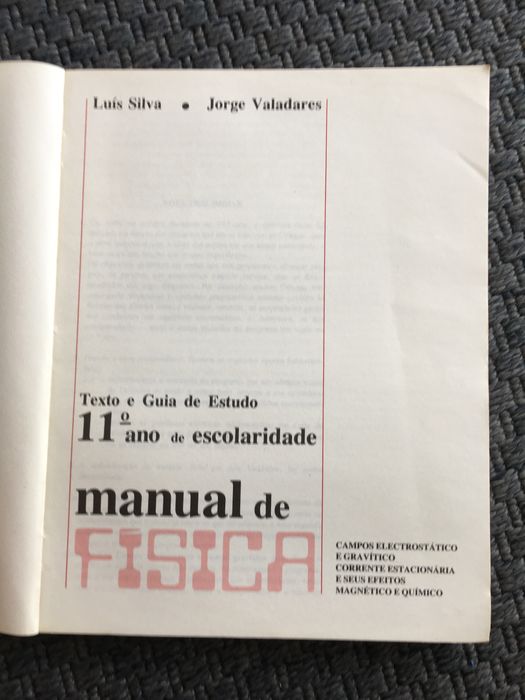 Luís Silva • Jorge Valadares
Texto e Guia de Estudo
11º ano de escolaridade
manual de
FÍSICA
CAMPOS ELECTROSTÁTICO
E GRAVÍTICO
CORRENTE ESTACIONÁRIA
E SEUS EFEITOS
MAGNÉTICO E QUÍMICO